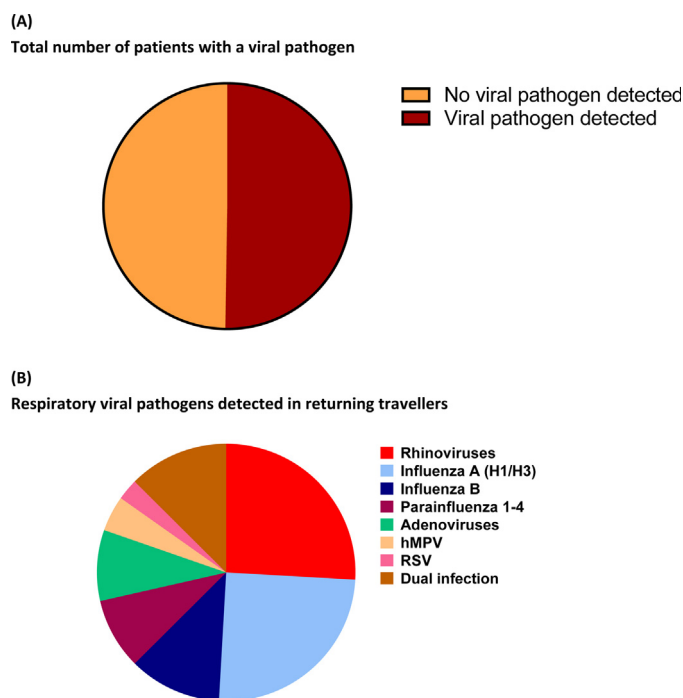 (A)
Total number of patients with a viral pathogen
No viral pathogen detected
Viral pathogen detected
(B)
Respiratory viral pathogens detected in returning travellers
Rhinoviruses
Influenza A (H1/H3)
Influenza B
Parainfluenza 1-4
Adenoviruses
hMPV
RSV
Dual infection